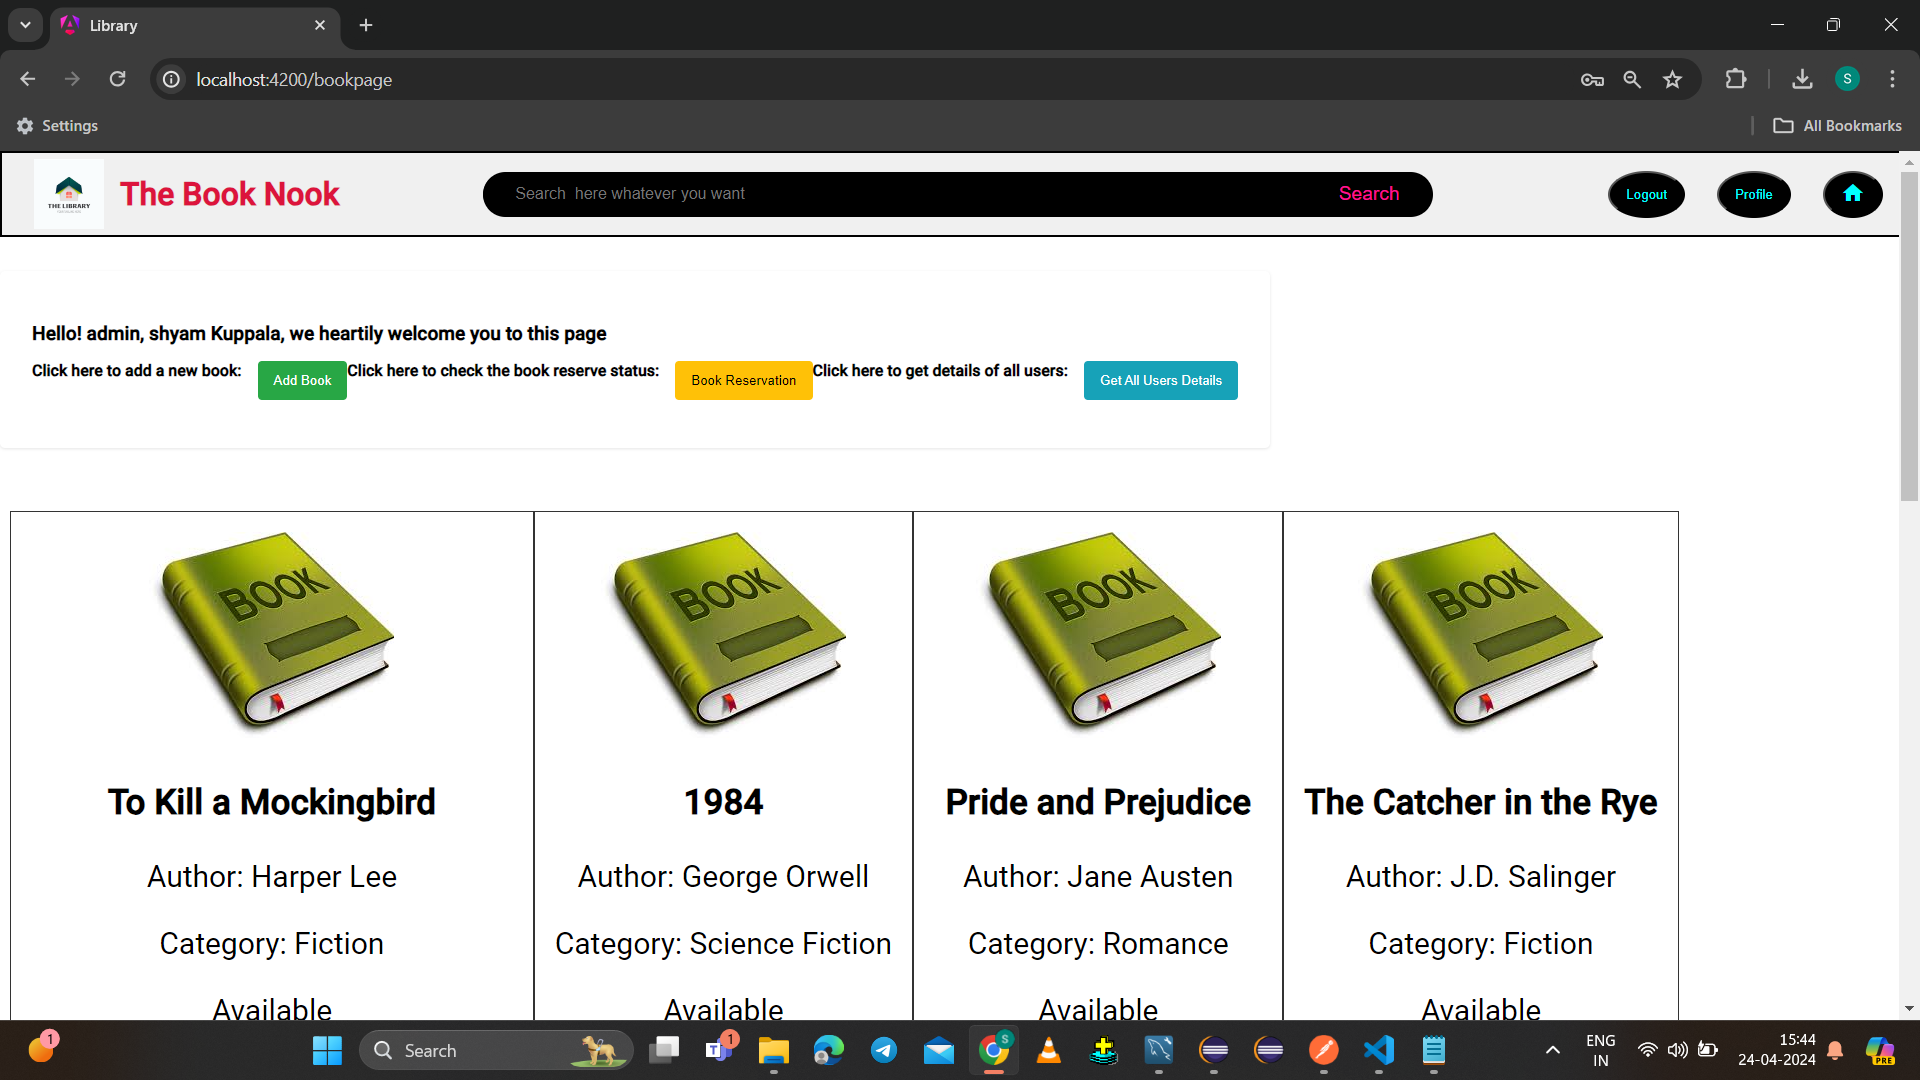 Library
localhost:4200/bookpage
S
Settings
All Bookmarks
THE LIBRARY
The Book Nook
Search  here whatever you want
Search
Logout
Profile
Hello! admin, shyam Kuppala, we heartily welcome you to this page
Click here to add a new book: Add Book Click here to check the book reserve status: Book Reservation Click here to get details of all users: Get All Users Details
BOOK BOOK BOOK BOOK
To Kill a Mockingbird
Author: Harper Lee
Category: Fiction
Available
1984
Author: George Orwell
Category: Science Fiction
Available
Pride and Prejudice
Author: Jane Austen
Category: Romance
Available
The Catcher in the Rye
Author: J.D. Salinger
Category: Fiction
Available
1
Search
T
1
S
ENG
IN
15:44
24-04-2024
PRE